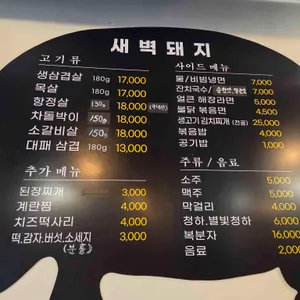 새벽돼지
고기류
생삼겹살 180g 17,000
목살 180g 17,000
항정살 150g 18,000
차돌박이 150g 18,000
소갈비살 150g 18,000
대패 삼겹 180g 13,000
추가 메뉴
된장찌개 3,000
계란찜 4,000
치즈떡사리 4,000
떡,감자,버섯,소세지 3,000
(분홍)
사이드 메뉴
물/비빔냉면 7,000
잔치국수/ 7,000
얼큰 해장라면 5,000
불닭볶음면 4,500
생고기 김치찌개 (전골) 25,000
볶음밥 4,000
공기밥 1,000
주류 / 음료
소주 5,000
맥주 5,000
막걸리 4,000
청하.별빛청하 6,000
복분자 16,000
음료 2,000